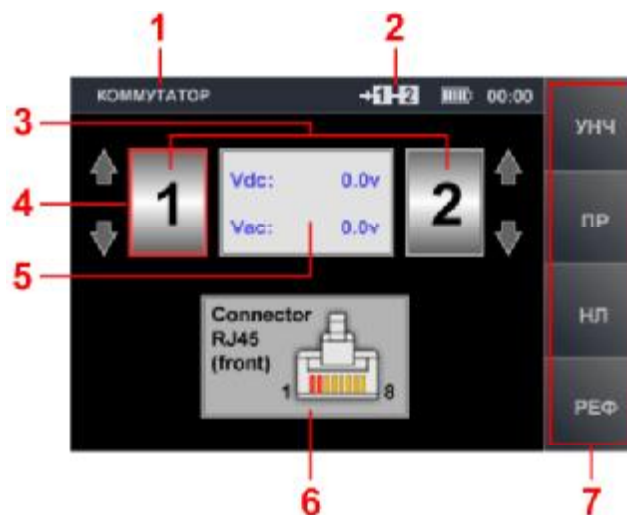 1 2
КОММУТАТОР →1-2 00:00
3
УНЧ
4 1 Vdc: 0.0v 2
Vac: 0.0v
ПР
5
Connector
RJ45
(front)
НЛ
1 8
РЕФ
6 7